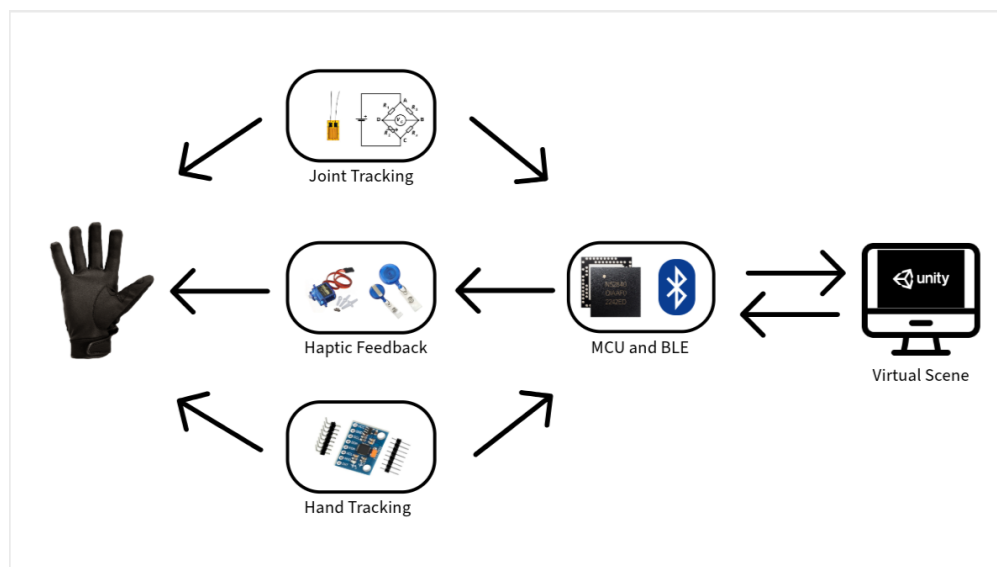 Joint Tracking
Haptic Feedback
MCU and BLE
unity
Virtual Scene
Hand Tracking